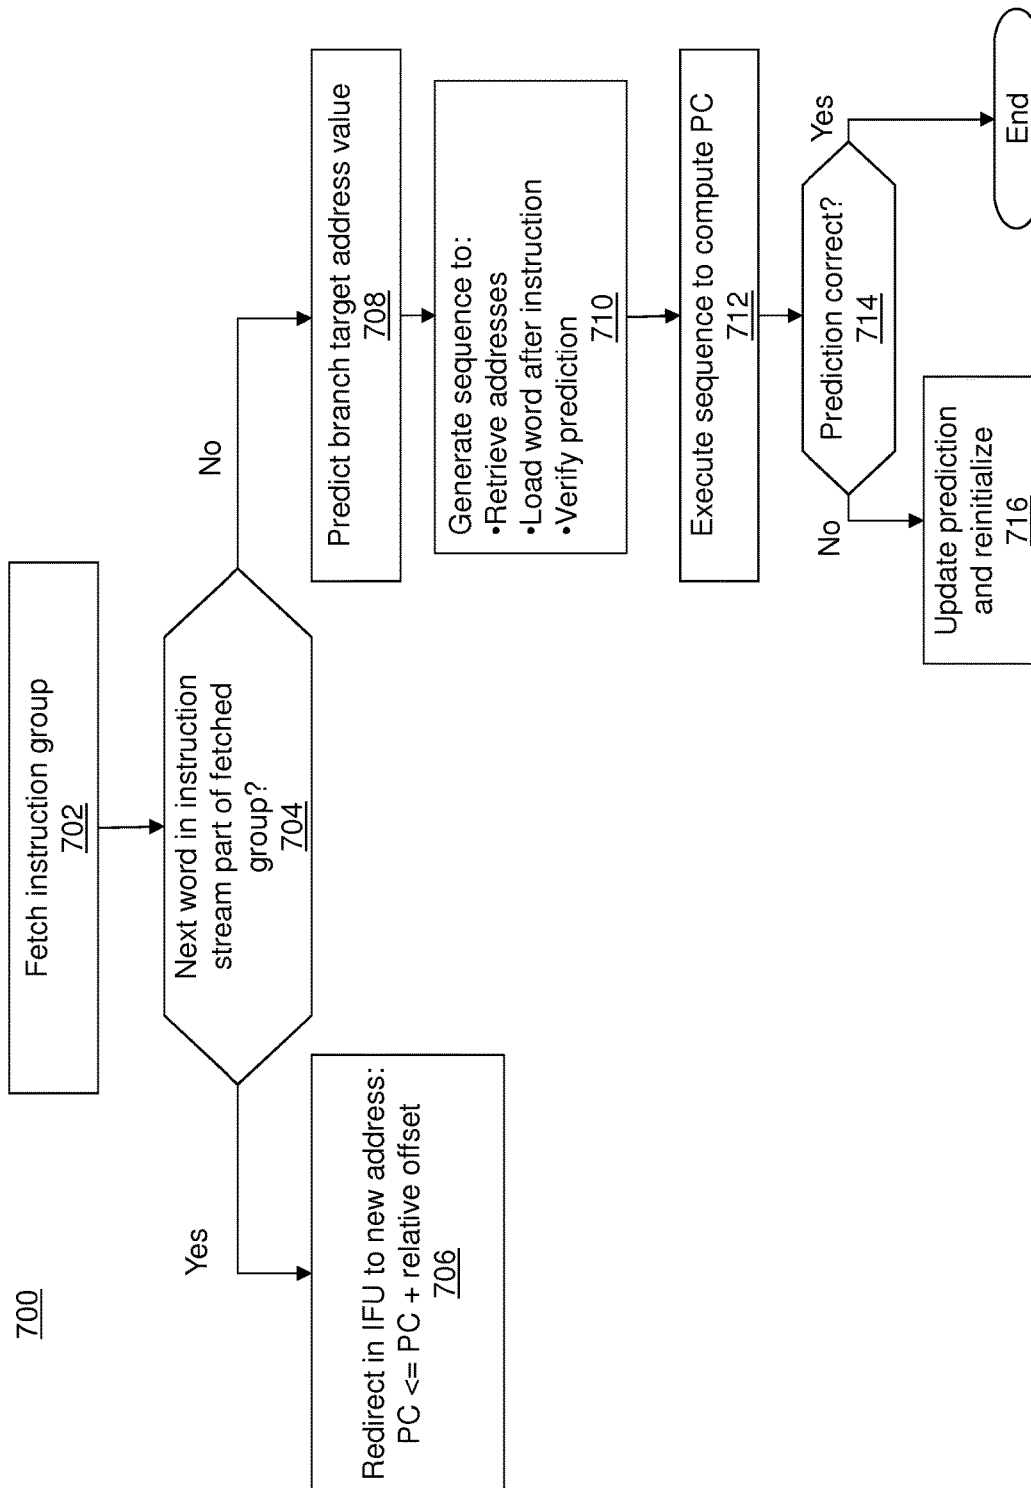 700
Fetch instruction group
702
Next word in instruction
stream part of fetched
group?
704
Yes
No
Redirect in IFU to new address:
PC <= PC + relative offset
706
Predict branch target address value
708
Generate sequence to:
•Retrieve addresses
•Load word after instruction
•Verify prediction
710
Execute sequence to compute PC
712
Prediction correct?
714
No
Yes
Update prediction
and reinitialize
716
End